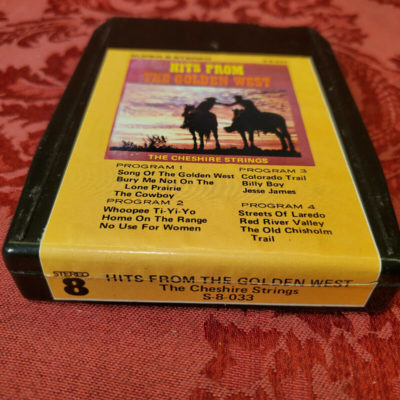 HITS FROM
THE GOLDEN WEST
THE CHESHIRE STRINGS
PROGRAM 1
Song Of The Golden West
Bury Me Not On The
Lone Prairie
The Cowboy
PROGRAM 2
Whoopee Ti-Yi-Yo
Home On The Range
No Use For Women
PROGRAM 3
Colorado Trail
Billy Boy
Jesse James
PROGRAM 4
Streets Of Laredo
Red River Valley
The Old Chisholm
Trail
STEREO
8
HITS FROM THE GOLDEN WEST
The Cheshire Strings
S-8-033